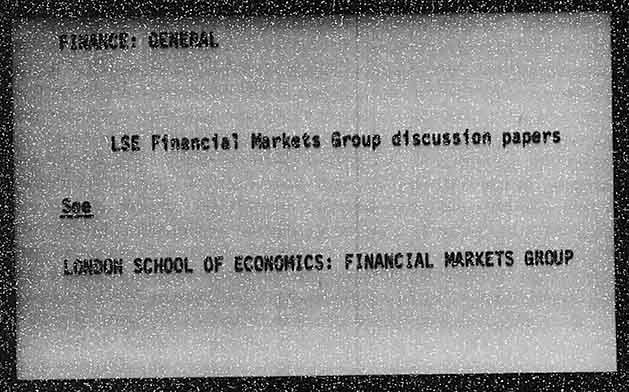 FINANCE: GENERAL
LSE Financial Markets Group discussion papers
See
LONDON SCHOOL OF ECONOMICS: FINANCIAL MARKETS GROUP